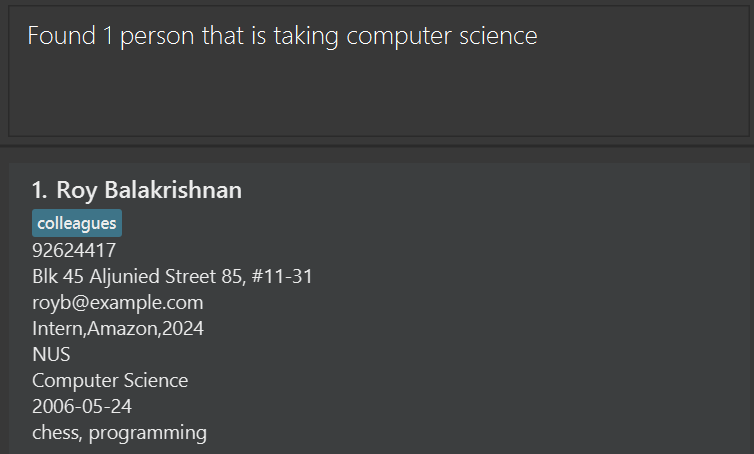 Found 1 person that is taking computer science
1. Roy Balakrishnan
colleagues
92624417
Blk 45 Aljunied Street 85, #11-31
royb@example.com
Intern,Amazon,2024
NUS
Computer Science
2006-05-24
chess, programming